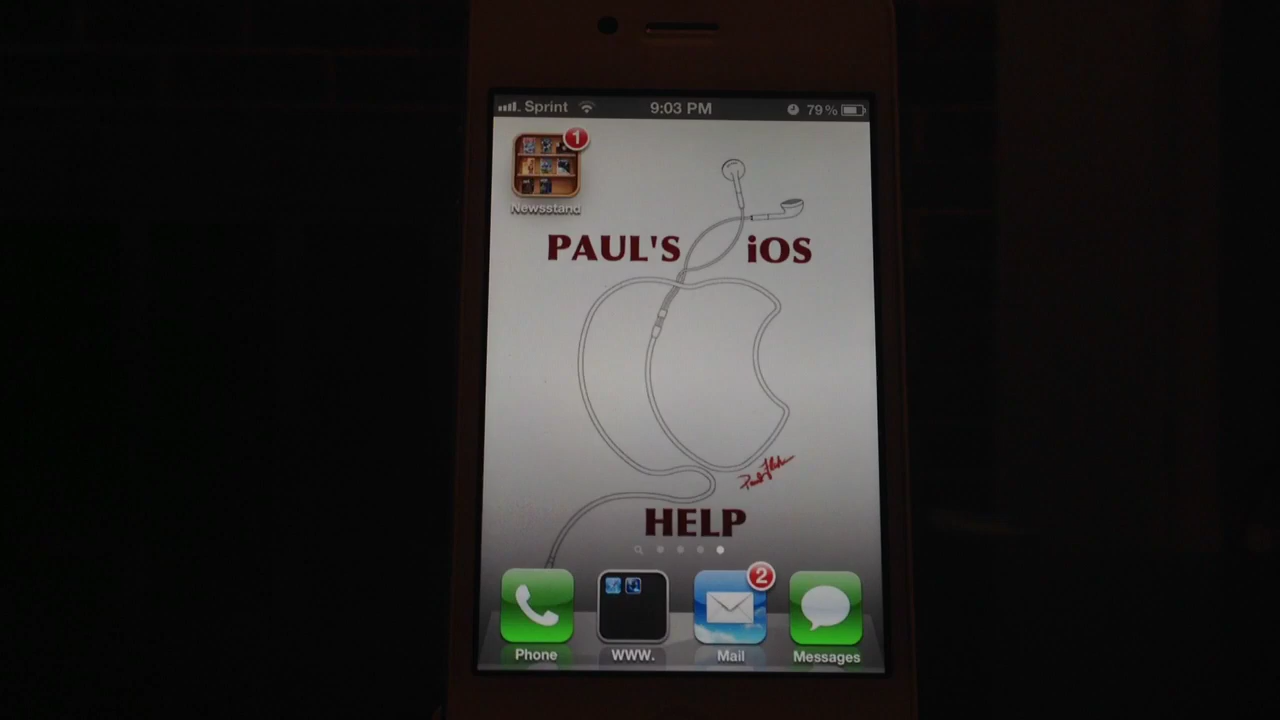 Sprint 9:03 PM 79%
1
Newsstand
PAUL'S iOS
HELP
2
Phone WWW. Mail Messages